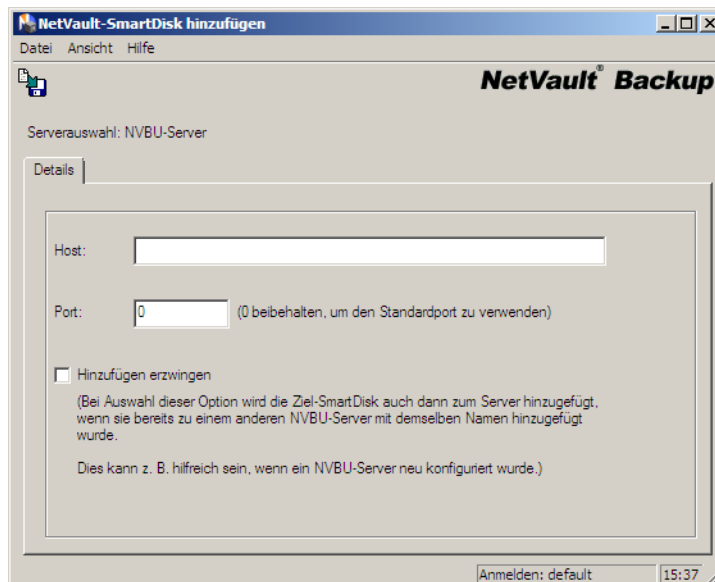 NetVault-SmartDisk hinzufügen
Datei Ansicht Hilfe
NetVault® Backup
Serverauswahl: NVBU-Server
Details
Host:
Port: 0 (0 beibehalten, um den Standardport zu verwenden)
Hinzufügen erzwingen
(Bei Auswahl dieser Option wird die Ziel-SmartDisk auch dann zum Server hinzugefügt,
wenn sie bereits zu einem anderen NVBU-Server mit demselben Namen hinzugefügt
wurde.
Dies kann z. B. hilfreich sein, wenn ein NVBU-Server neu konfiguriert wurde.)
Anmelden: default 15:37